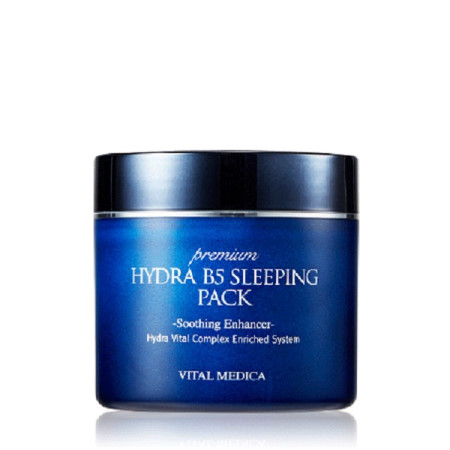 premium
HYDRA B5 SLEEPING
PACK
-Soothing Enhancer-
Hydra Vital Complex Enriched System
VITAL MEDICA